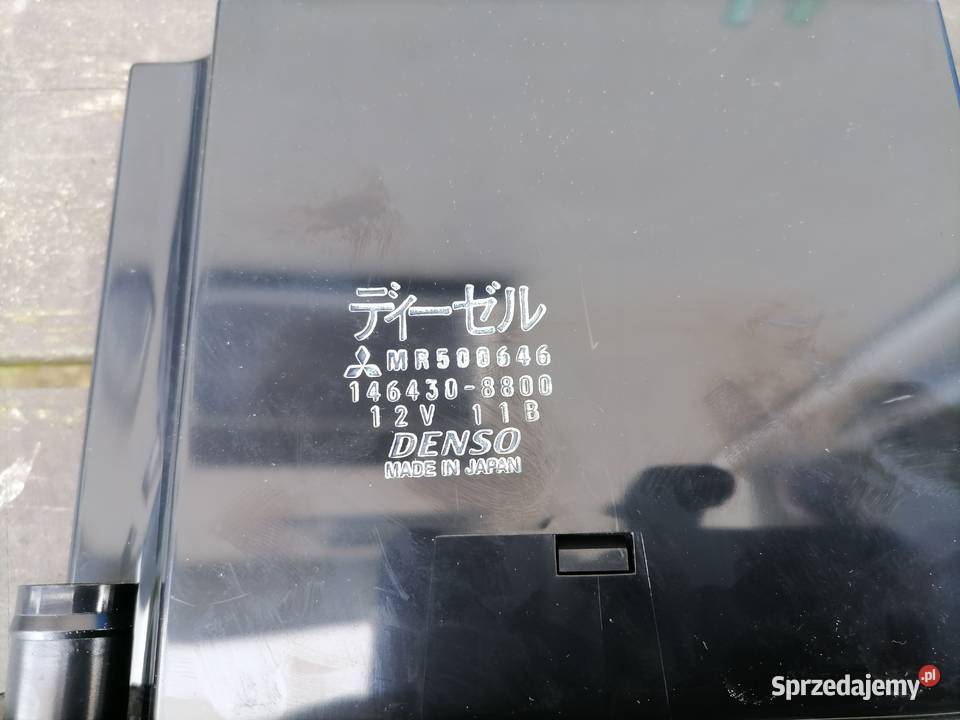 ディーゼル
MR500646
146430-8800
12V 11B
DENSO
MADE IN JAPAN
Sprzedajemy.pl